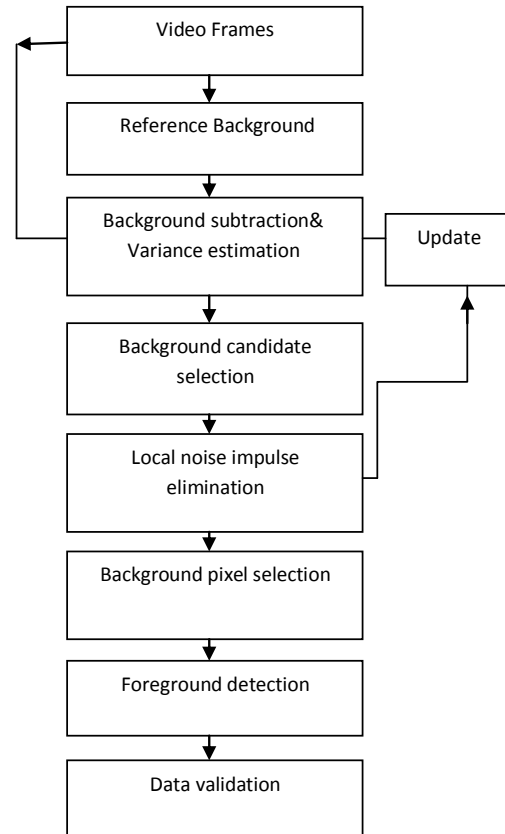 Video Frames
Reference Background
Background subtraction&
Variance estimation
Update
Background candidate
selection
Local noise impulse
elimination
Background pixel selection
Foreground detection
Data validation